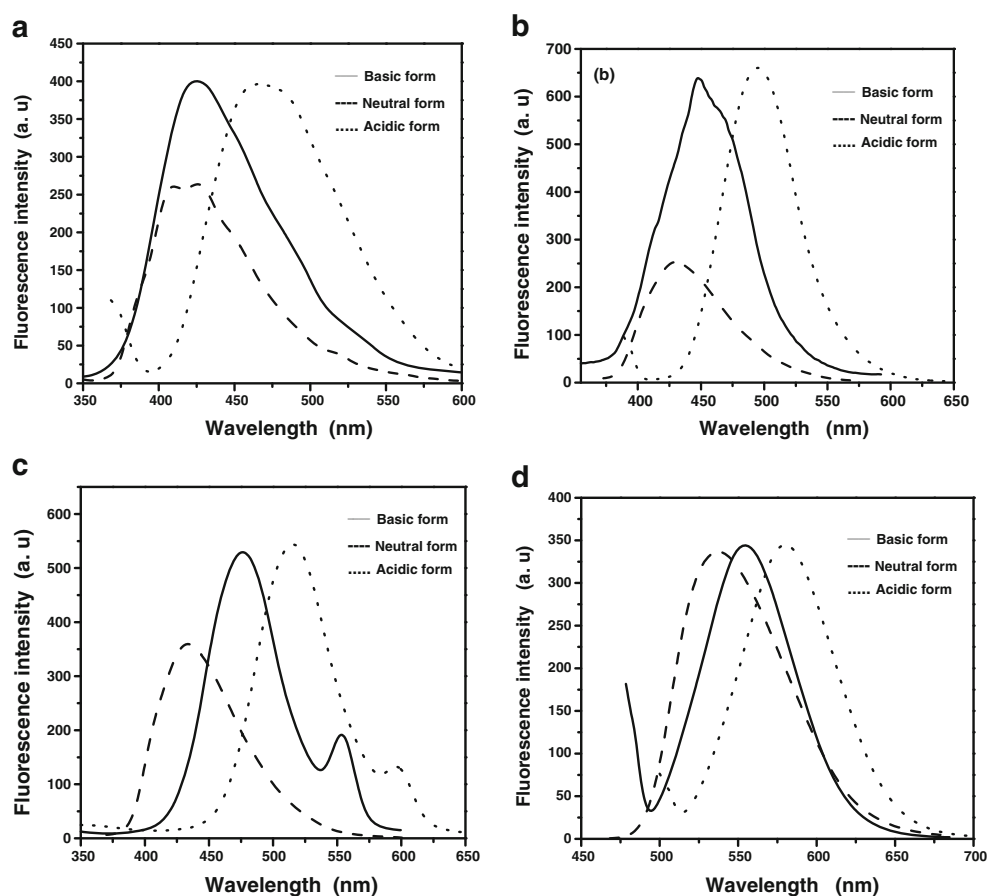 a
450
400
350
300
250
200
150
100
50
0
350 400 450 500 550 600
Fluorescence intensity (a. u)
Wavelength (nm)
Basic form
Neutral form
Acidic form
b
(b)
700
600
500
400
300
200
100
0
400 450 500 550 600 650
Fluorescence intensity (a. u)
Wavelength (nm)
Basic form
Neutral form
Acidic form
c
600
500
400
300
200
100
0
350 400 450 500 550 600 650
Fluorescence intensity (a. u)
Wavelength (nm)
Basic form
Neutral form
Acidic form
d
400
350
300
250
200
150
100
50
0
450 500 550 600 650 700
Fluorescence intensity (a. u)
Wavelength (nm)
Basic form
Neutral form
Acidic form